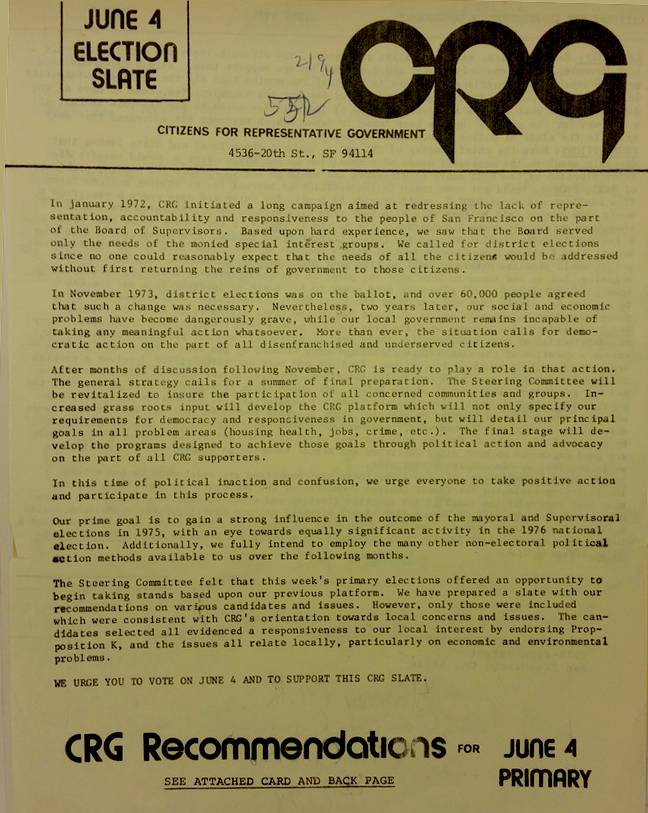 JUNE 4
ELECTION
SLATE
CRG
CITIZENS FOR REPRESENTATIVE GOVERNMENT
4536-20th St., SF 94114
In january 1972, CRG initiated a long campaign aimed at redressing the lack of repre-
sentation, accountability and responsiveness to the people of San Francisco on the part
of the Board of Supervisors. Based upon hard experience, we saw that the Board served
only the needs of the monied special interest groups. We called for district elections
since no one could reasonably expect that the needs of all the citizens would be addressed
without first returning the reins of government to those citizens.
In November 1973, district elections was on the ballot, and over 60,000 people agreed
that such a change was necessary. Nevertheless, two years later, our social and economic
problems have become dangerously grave, while our local government remains incapable of
taking any meaningful action whatsoever. More than ever, the situation calls for demo-
cratic action on the part of all disenfranchised and underserved citizens.
After months of discussion following November, CRG is ready to play a role in that action.
The general strategy calls for a summer of final preparation. The Steering Committee will
be revitalized to insure the participation of all concerned communities and groups. In-
creased grass roots input will develop the CRG platform which will not only specify our
requirements for democracy and responsiveness in government, but will detail our principal
goals in all problem areas (housing health, jobs, crime, etc.). The final stage will de-
velop the programs designed to achieve those goals through political action and advocacy
on the part of all CRG supporters.
In this time of political inaction and confusion, we urge everyone to take positive action
and participate in this process.
Our prime goal is to gain a strong influence in the outcome of the mayoral and Supervisoral
elections in 1975, with an eye towards equally significant activity in the 1976 national
election. Additionally, we fully intend to employ the many other non-electoral political
action methods available to us over the following months.
The Steering Committee felt that this week's primary elections offered an opportunity to
begin taking stands based upon our previous platform. We have prepared a slate with our
recommendations on various candidates and issues. However, only those were included
which were consistent with CRG's orientation towards local concerns and issues. The can-
didates selected all evidenced a responsiveness to our local interest by endorsing Prop-
position K, and the issues all relate locally, particularly on economic and environmental
problems.
WE URGE YOU TO VOTE ON JUNE 4 AND TO SUPPORT THIS CRG SLATE.
CRG Recommendations FOR JUNE 4
PRIMARY
SEE ATTACHED CARD AND BACK PAGE